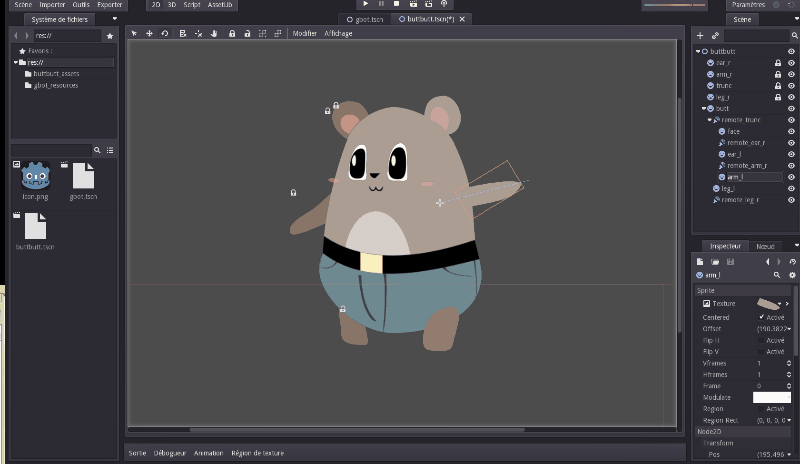 Scène Importer Outils Exporter
2D 3D Script AssetLib
Paramètres
Système de fichiers
gbot.tscn
buttbutt.tscn(*)
Scène
res://
Modifier Affichage
Favoris :
res://
buttbutt_assets
gbot_resources
icon.png
gbot.tscn
buttbutt.tscn
buttbutt
ear_r
arm_r
trunc
leg_r
butt
remote_trunc
face
remote_ear_r
ear_l
remote_arm_r
arm_l
leg_l
remote_leg_r
Inspecteur Nœud
arm_l
Sprite
Texture
Centered Activé
Offset (190.3822
Flip H Activé
Flip V Activé
Vframes 1
Hframes 1
Frame 0
Modulate
Region Activé
Region Rect (0, 0, 0, 0
Node2D
Transform
Pos (195.496
Sortie Débogueur Animation Région de texture